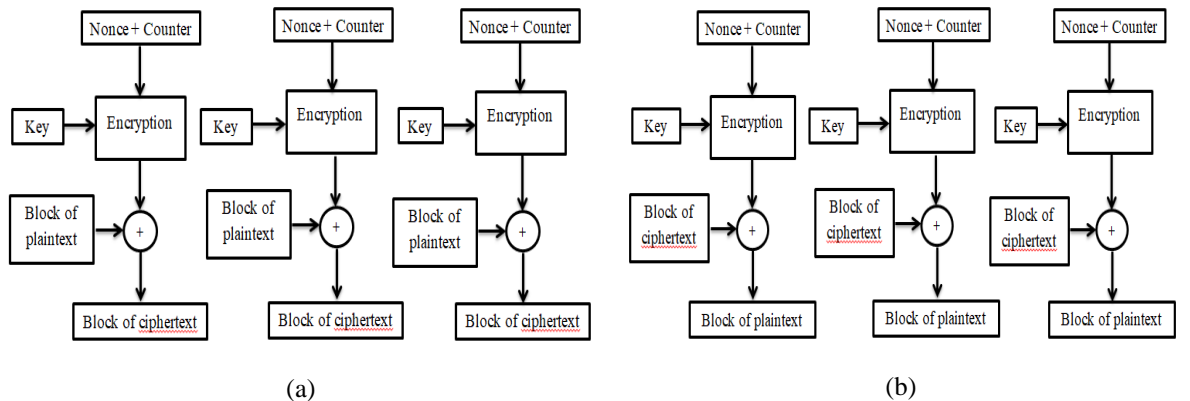 Nonce + Counter
Nonce + Counter
Nonce + Counter
Key
Encryption
Key
Encryption
Key
Encryption
Block of
plaintext
+
Block of
plaintext
+
Block of
plaintext
+
Block of ciphertext
Block of ciphertext
Block of ciphertext
(a)
Nonce + Counter
Nonce + Counter
Nonce + Counter
Key
Encryption
Key
Encryption
Key
Encryption
Block of
ciphertext
+
Block of
ciphertext
+
Block of
ciphertext
+
Block of plaintext
Block of plaintext
Block of plaintext
(b)